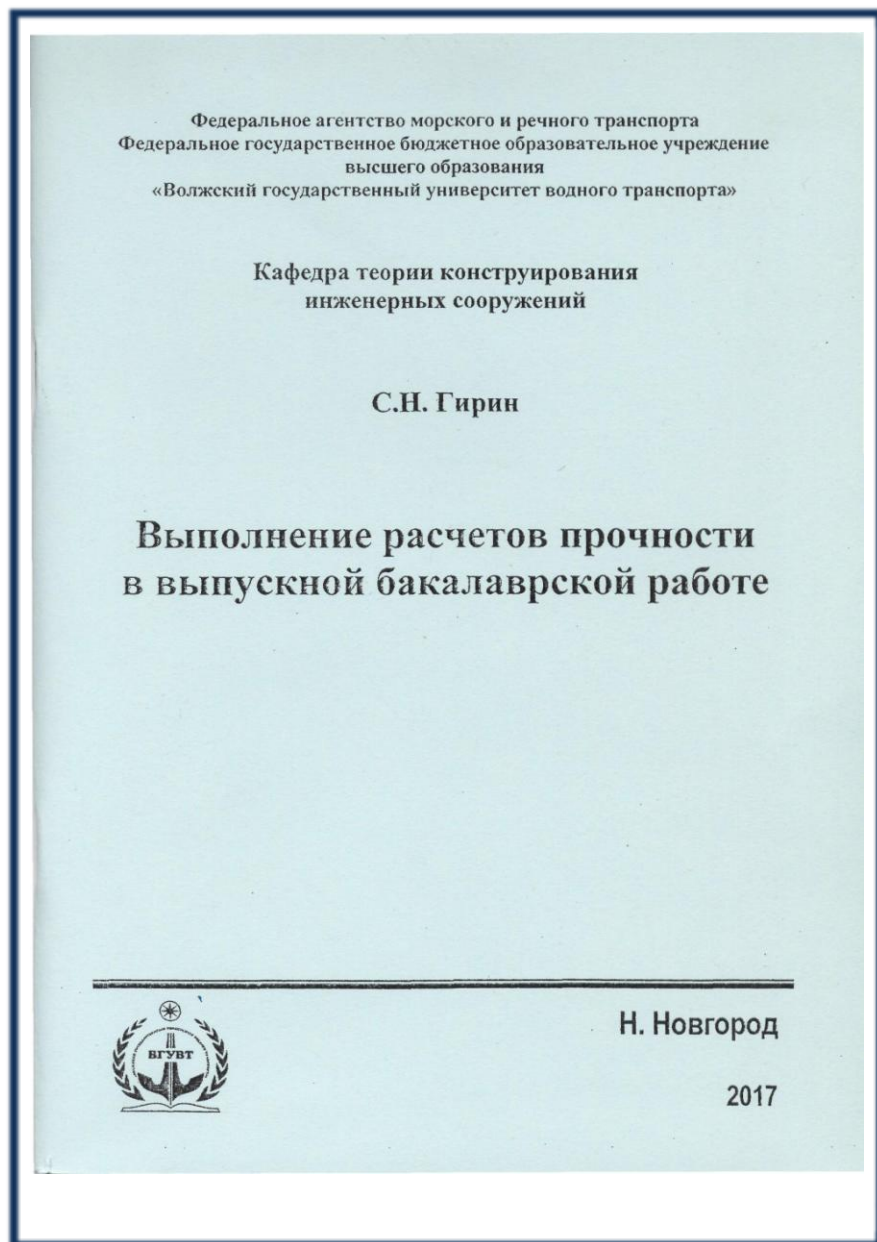 Федеральное агентство морского и речного транспорта
Федеральное государственное бюджетное образовательное учреждение
высшего образования
«Волжский государственный университет водного транспорта»
Кафедра теории конструирования
инженерных сооружений
С.Н. Гирин
Выполнение расчетов прочности
в выпускной бакалаврской работе
ВГУВТ
Н. Новгород
2017